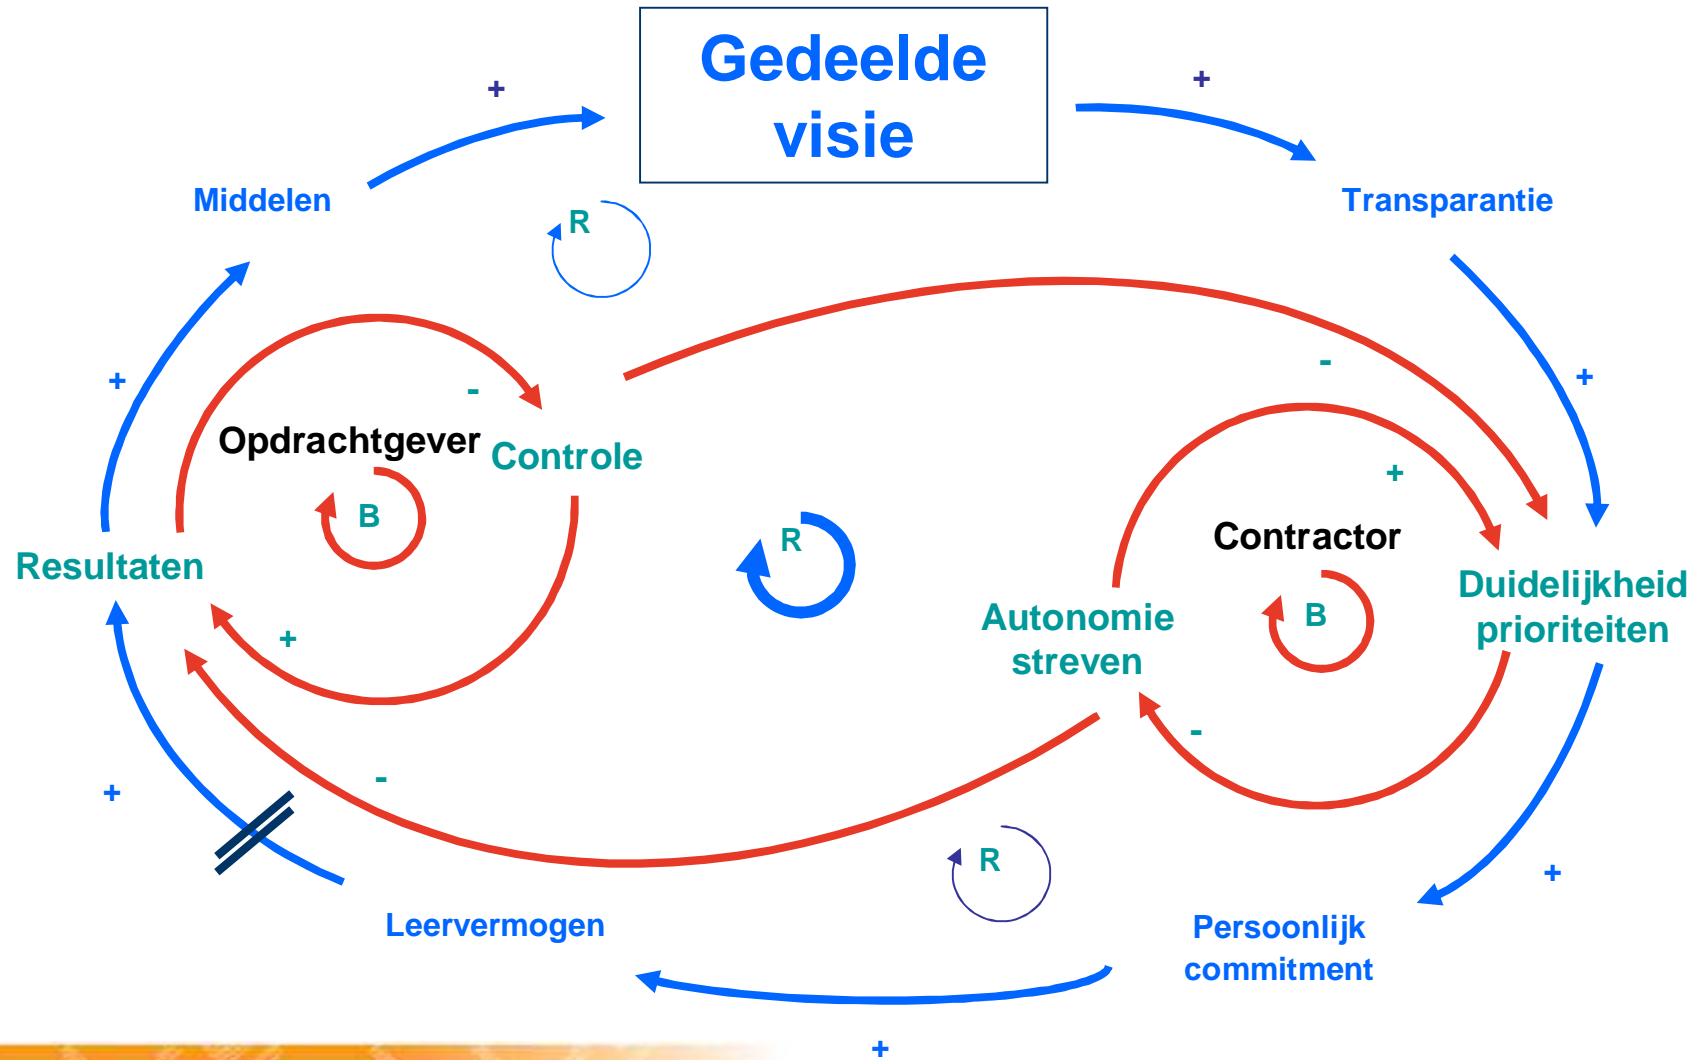 Gedeelde
visie
+
+
Middelen
Transparantie
R
+
-
-
+
Opdrachtgever
Controle
+
B
R
Contractor
Resultaten
Duidelijkheid
prioriteiten
Autonomie
streven
B
+
-
-
+
R
+
Leervermogen
Persoonlijk
commitment
+